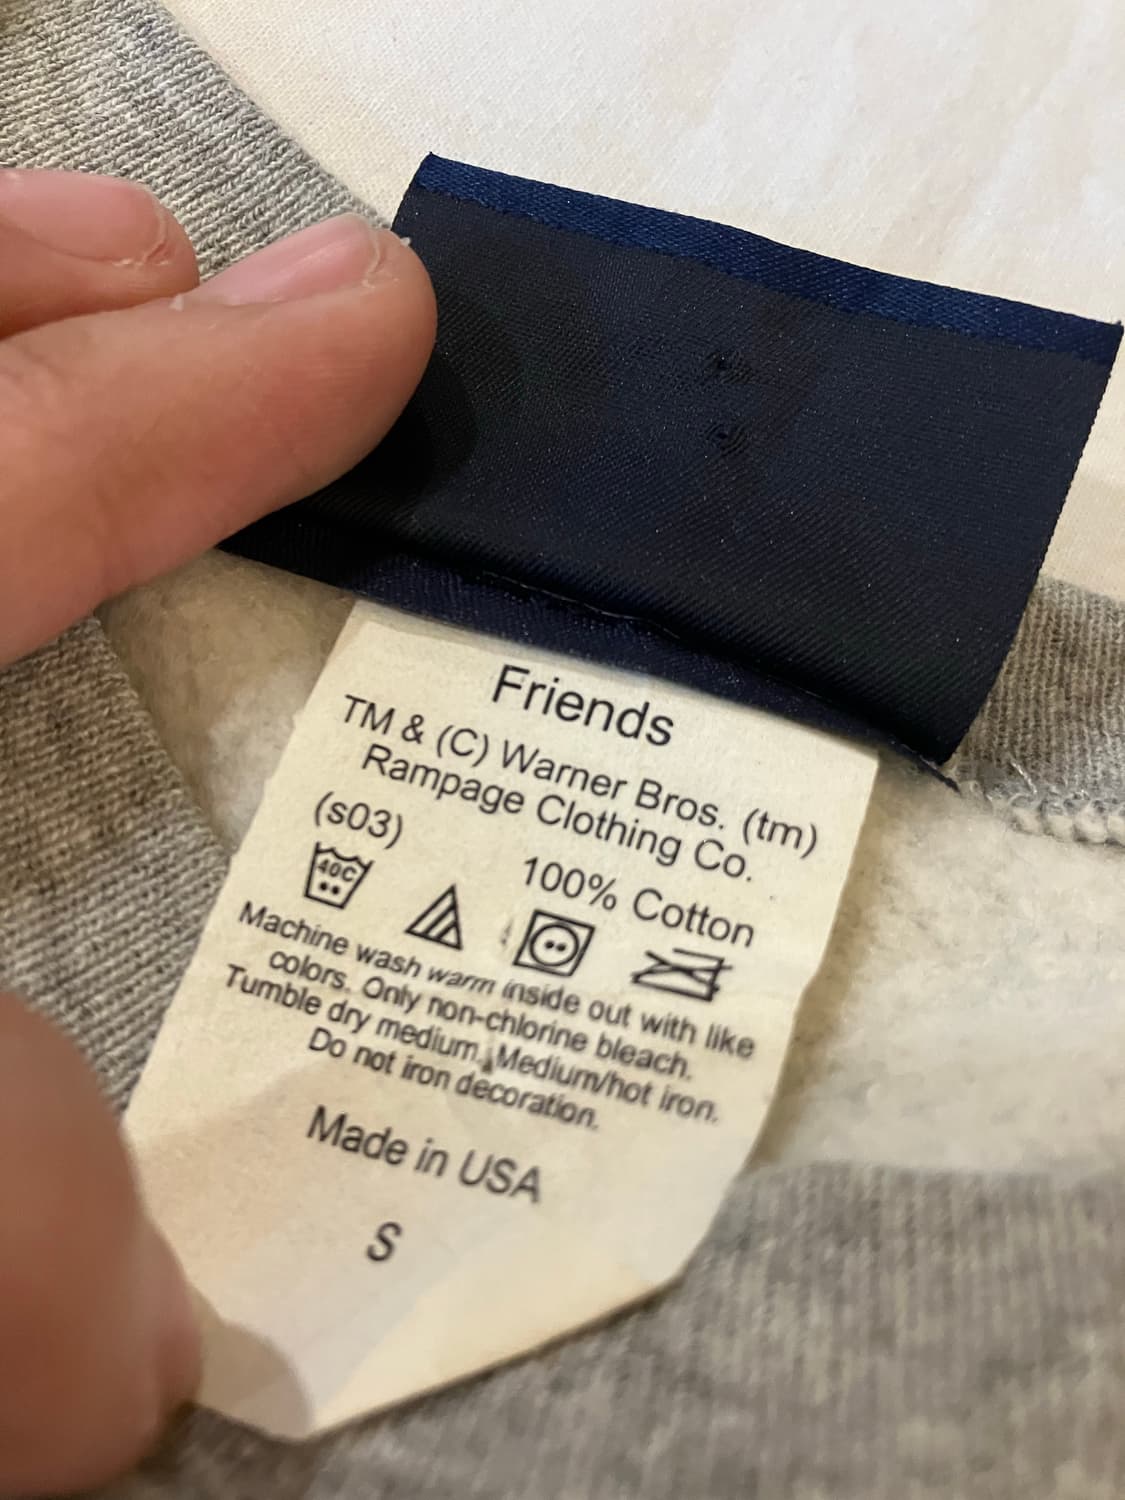 Friends
TM & (C) Warner Bros. (tm)
Rampage Clothing Co.
(s03)
100% Cotton
40C
Machine wash warm inside out with like
colors. Only non-chlorine bleach.
Tumble dry medium. Medium/hot iron.
Do not iron decoration.
Made in USA
S